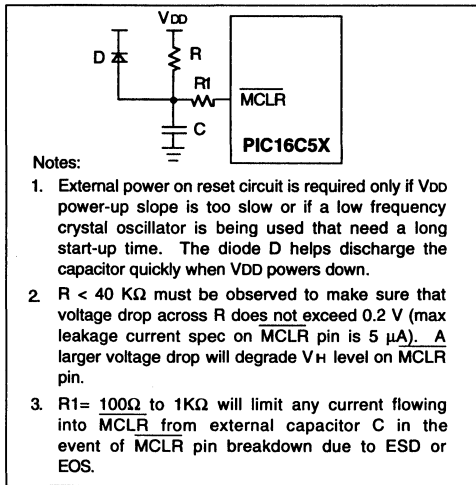 VDD
D
R
R1
MCLR
C
PIC16C5X
Notes:
1. External power on reset circuit is required only if VDD
power-up slope is too slow or if a low frequency
crystal oscillator is being used that need a long
start-up time. The diode D helps discharge the
capacitor quickly when VDD powers down.
2 R < 40 KΩ must be observed to make sure that
voltage drop across R does not exceed 0.2 V (max
leakage current spec on MCLR pin is 5 µA). A
larger voltage drop will degrade VH level on MCLR
pin.
3. R1= 100Ω to 1KΩ will limit any current flowing
into MCLR from external capacitor C in the
event of MCLR pin breakdown due to ESD or
EOS.